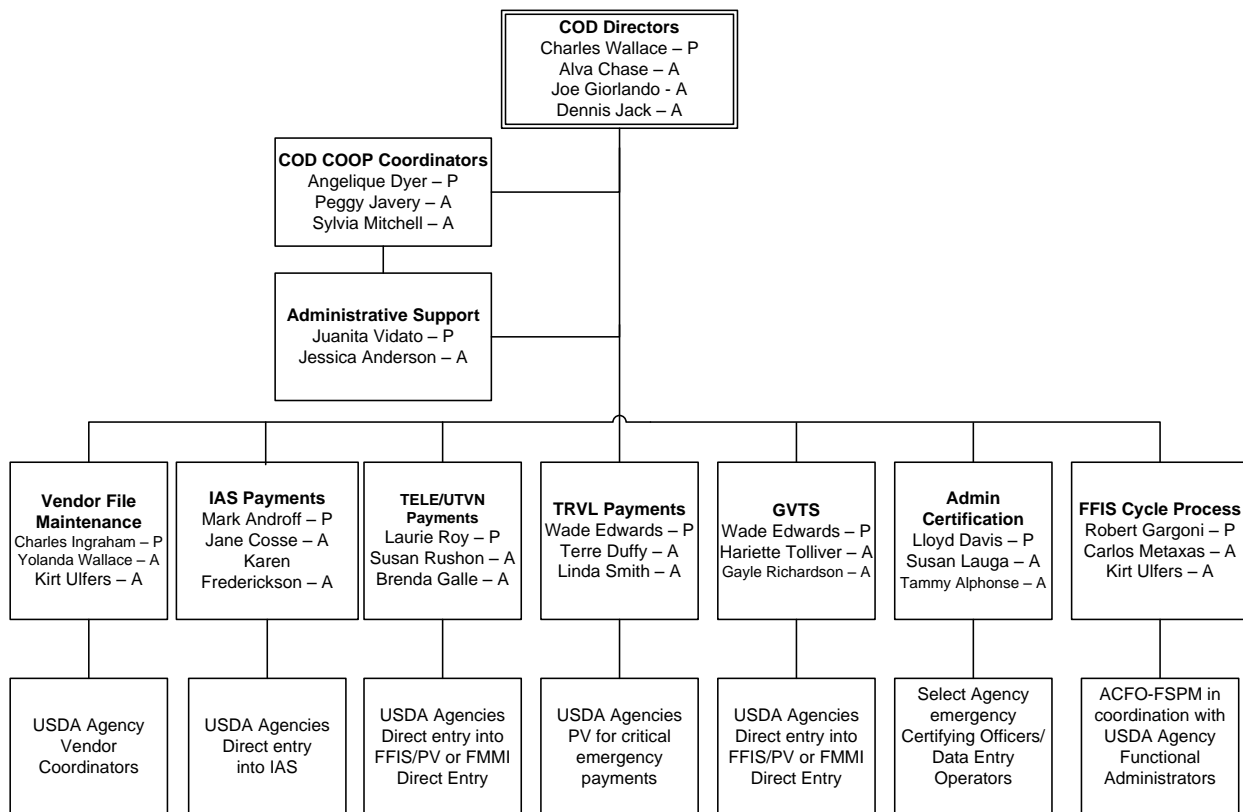 COD Directors
Charles Wallace – P
Alva Chase – A
Joe Giorlando - A
Dennis Jack – A
COD COOP Coordinators
Angelique Dyer – P
Peggy Javery – A
Sylvia Mitchell – A
Administrative Support
Juanita Vidato – P
Jessica Anderson – A
Vendor File
Maintenance
Charles Ingraham – P
Yolanda Wallace – A
Kirt Ulfers – A
IAS Payments
Mark Androff – P
Jane Cosse – A
Karen
Frederickson – A
TELE/UTVN
Payments
Laurie Roy – P
Susan Rushon – A
Brenda Galle – A
TRVL Payments
Wade Edwards – P
Terre Duffy – A
Linda Smith – A
GVTS
Wade Edwards – P
Hariette Tolliver – A
Gayle Richardson – A
Admin
Certification
Lloyd Davis – P
Susan Lauga – A
Tammy Alphonse – A
FFIS Cycle Process
Robert Gargoni – P
Carlos Metaxas – A
Kirt Ulfers – A
USDA Agency
Vendor
Coordinators
USDA Agencies
Direct entry
into IAS
USDA Agencies
Direct entry into
FFIS/PV or FMMI
Direct Entry
USDA Agencies
PV for critical
emergency
payments
USDA Agencies
Direct entry into
FFIS/PV or FMMI
Direct Entry
Select Agency
emergency
Certifying Officers/
Data Entry
Operators
ACFO-FSPM in
coordination with
USDA Agency
Functional
Administrators